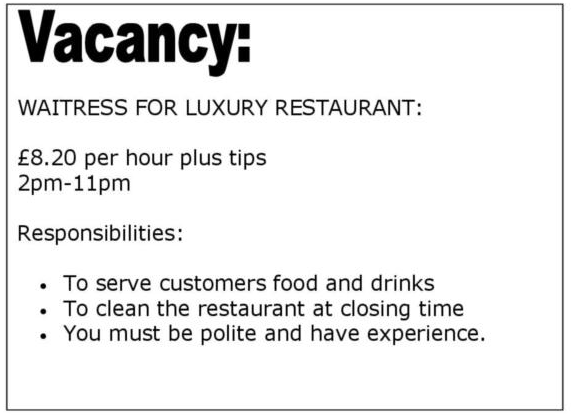 Vacancy:
WAITRESS FOR LUXURY RESTAURANT:
£8.20 per hour plus tips
2pm-11pm
Responsibilities:
• To serve customers food and drinks
• To clean the restaurant at closing time
• You must be polite and have experience.